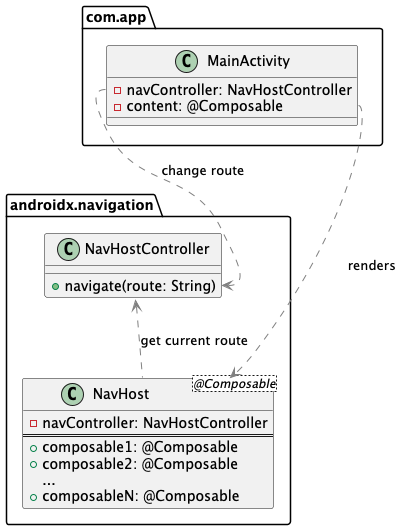 com.app
C MainActivity
navController: NavHostController
content: @Composable
change route
androidx.navigation
C NavHostController
navigate(route: String)
renders
get current route
C NavHost
@Composable
navController: NavHostController
composable1: @Composable
composable2: @Composable
...
composableN: @Composable